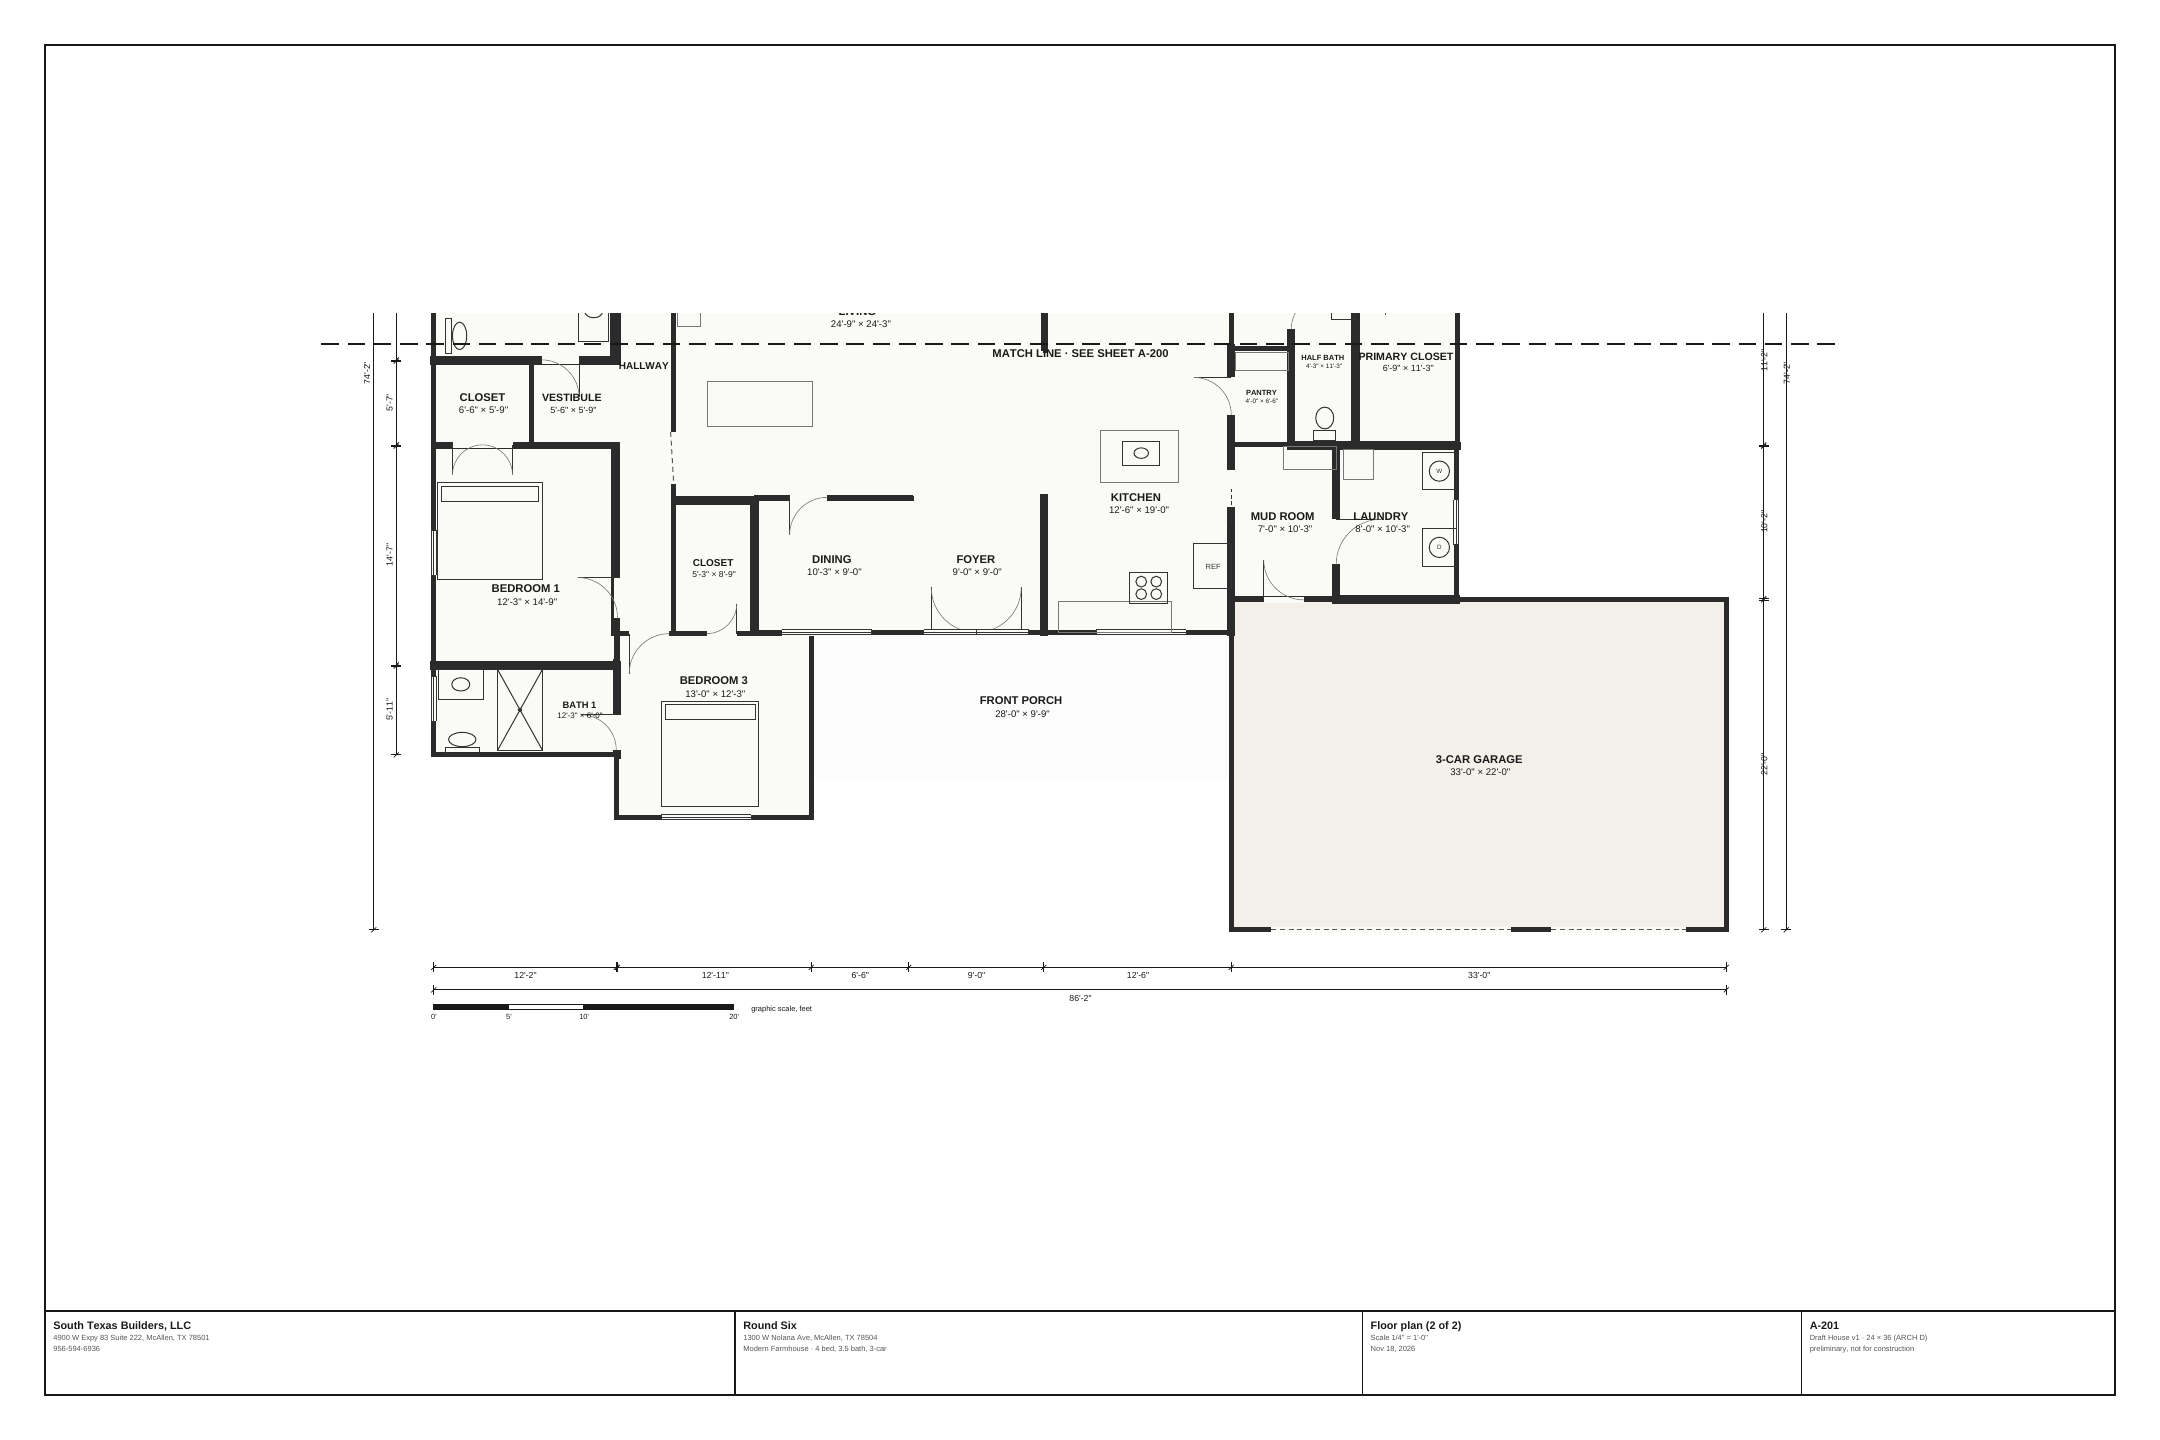 LIVING
24'-9" × 24'-3"
MATCH LINE · SEE SHEET A-200
HALLWAY
HALF BATH
4'-3" × 11'-3"
PRIMARY CLOSET
6'-9" × 11'-3"
11'-2"
74'-2"
74'-2"
5'-7"
CLOSET
6'-6" × 5'-9"
VESTIBULE
5'-6" × 5'-9"
PANTRY
4'-0" × 6'-6"
W
KITCHEN
12'-6" × 19'-0"
MUD ROOM
7'-0" × 10'-3"
LAUNDRY
8'-0" × 10'-3"
10'-2"
D
14'-7"
CLOSET
5'-3" × 8'-9"
DINING
10'-3" × 9'-0"
FOYER
9'-0" × 9'-0"
REF
BEDROOM 1
12'-3" × 14'-9"
BEDROOM 3
13'-0" × 12'-3"
5'-11"
BATH 1
12'-3" × 6'-0"
FRONT PORCH
28'-0" × 9'-9"
3-CAR GARAGE
33'-0" × 22'-0"
22'-0"
12'-2"
12'-11"
6'-6"
9'-0"
12'-6"
33'-0"
86'-2"
graphic scale, feet
0'
5'
10'
20'
South Texas Builders, LLC
4900 W Expy 83 Suite 222, McAllen, TX 78501
956-594-6936
Round Six
1300 W Nolana Ave, McAllen, TX 78504
Modern Farmhouse · 4 bed, 3.5 bath, 3-car
Floor plan (2 of 2)
Scale 1/4" = 1'-0"
Nov 18, 2026
A-201
Draft House v1 · 24 × 36 (ARCH D)
preliminary, not for construction